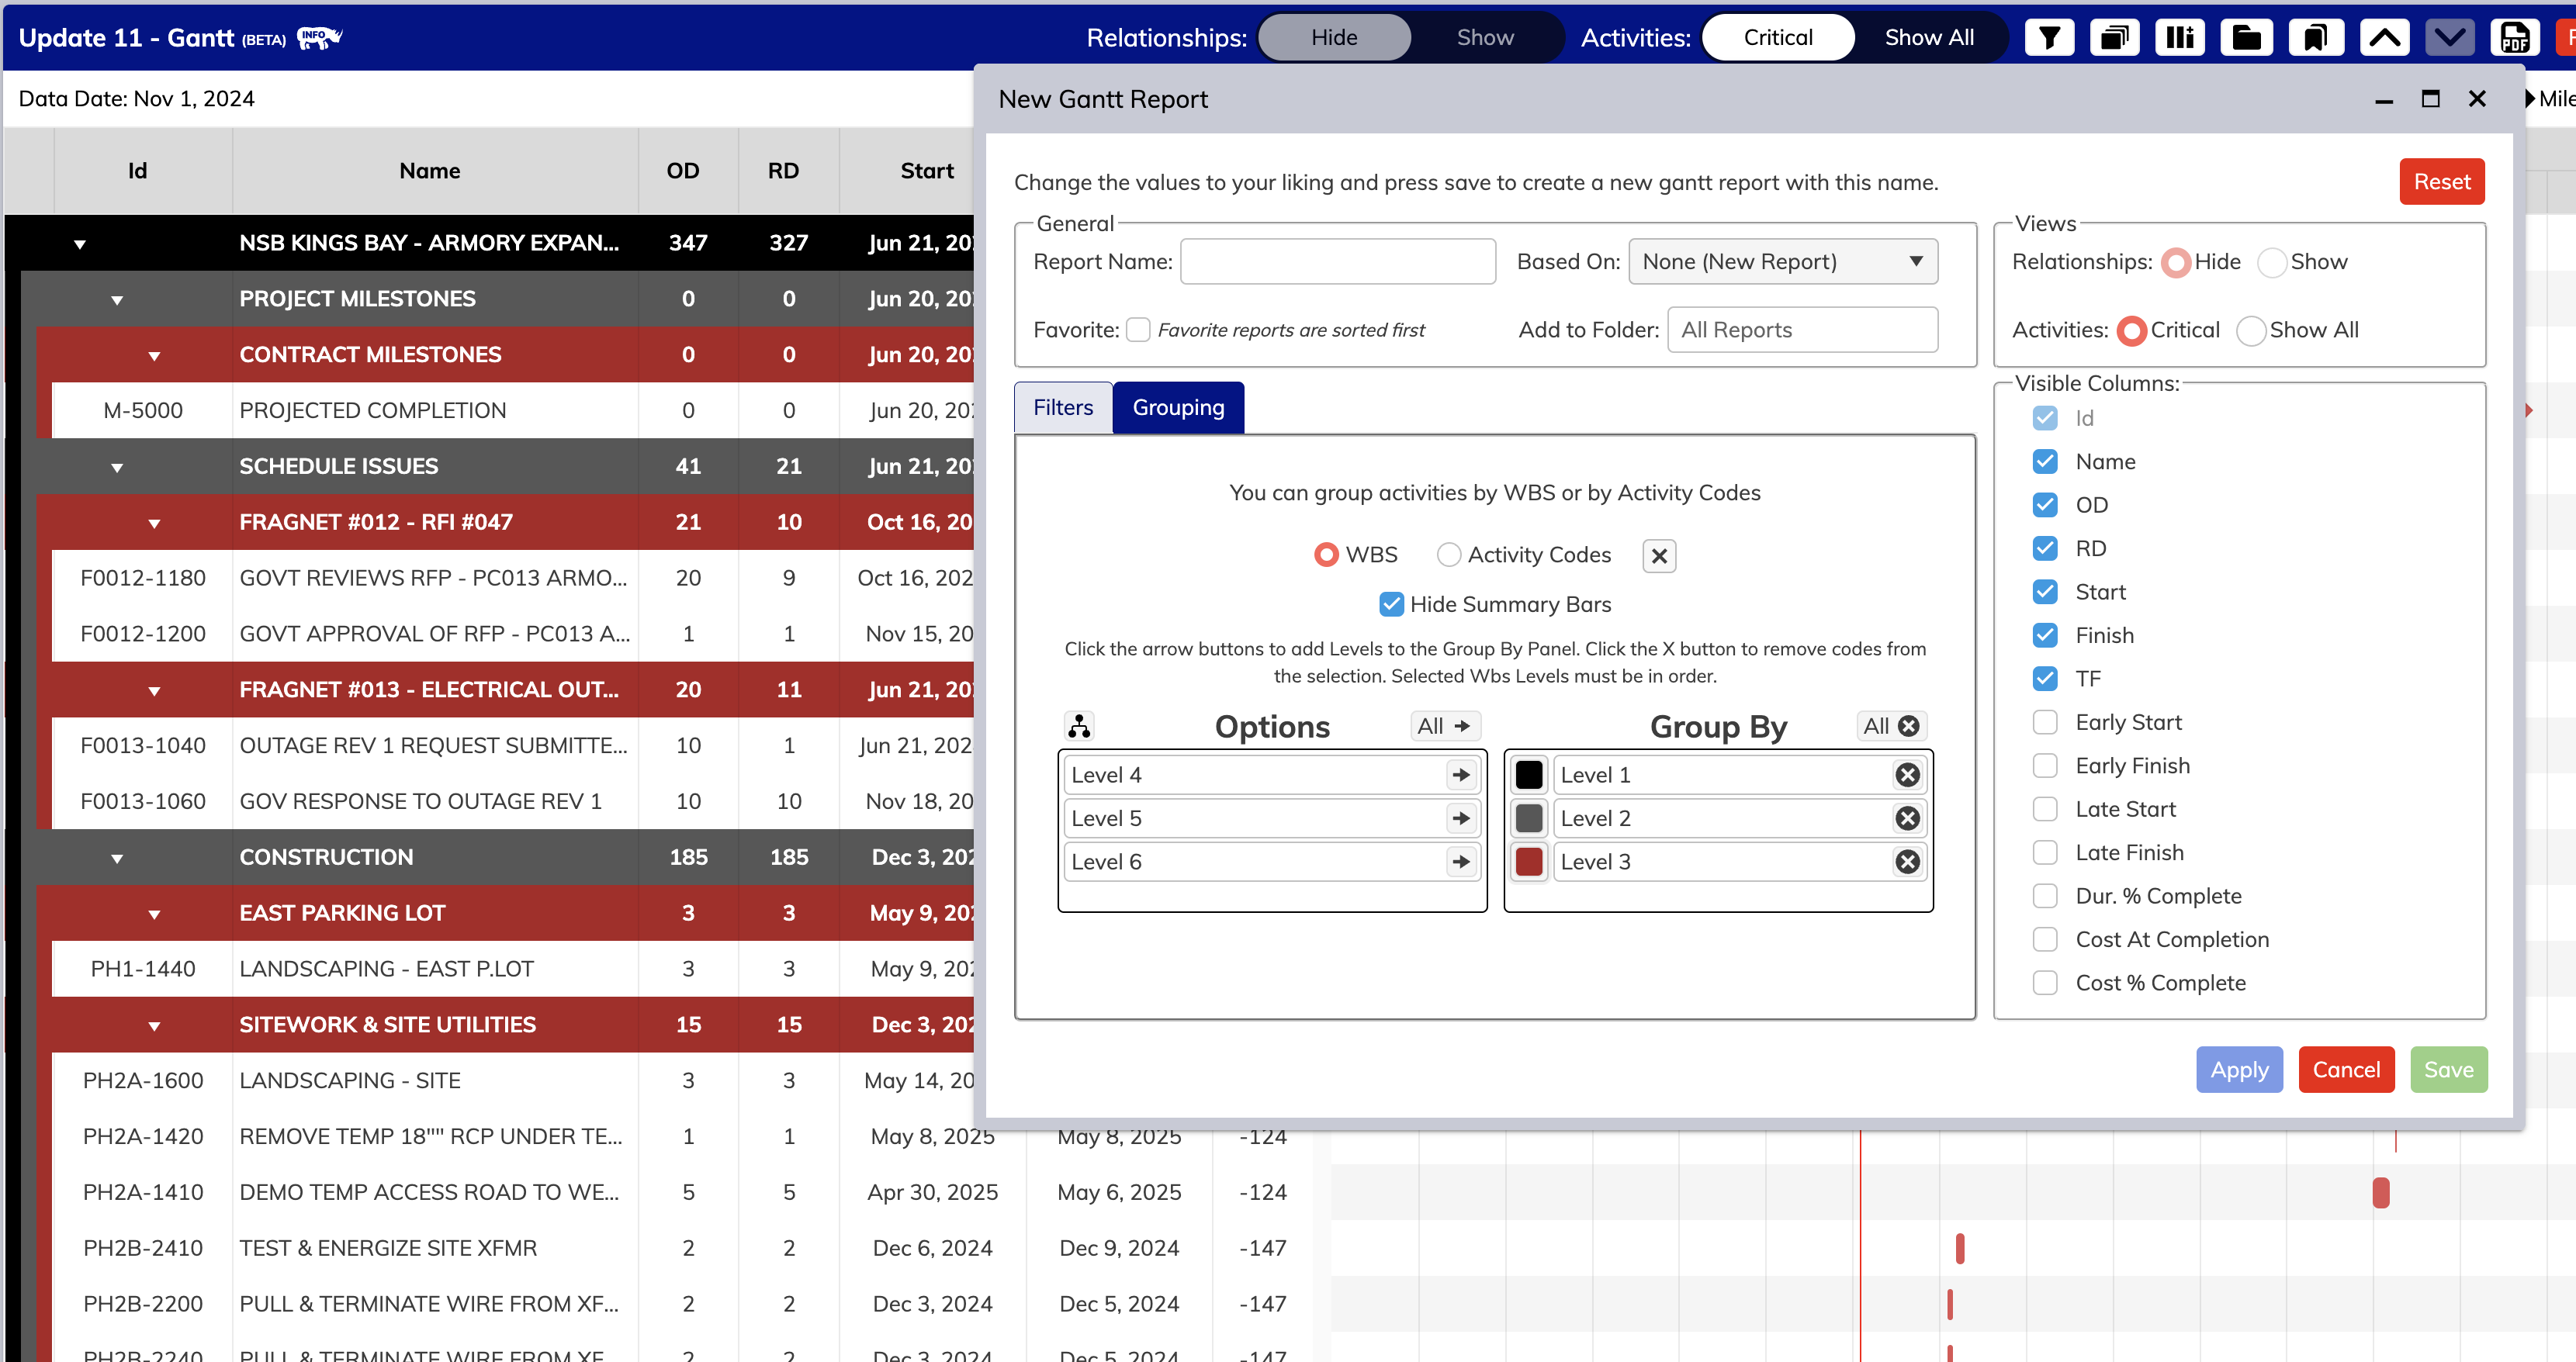 Update 11 - Gantt (BETA) INFO
Relationships: Hide Show Activities: Critical Show All PDF
Data Date: Nov 1, 2024
Id Name OD RD Start
NSB KINGS BAY - ARMORY EXPAN... 347 327 Jun 21, 20
PROJECT MILESTONES 0 0 Jun 20, 20
CONTRACT MILESTONES 0 0 Jun 20, 20
M-5000 PROJECTED COMPLETION 0 0 Jun 20, 20
SCHEDULE ISSUES 41 21 Jun 21, 20
FRAGNET #012 - RFI #047 21 10 Oct 16, 20
F0012-1180 GOVT REVIEWS RFP - PC013 ARMO... 20 9 Oct 16, 202
F0012-1200 GOVT APPROVAL OF RFP - PC013 A... 1 1 Nov 15, 20
FRAGNET #013 - ELECTRICAL OUT... 20 11 Jun 21, 20
F0013-1040 OUTAGE REV 1 REQUEST SUBMITTE... 10 1 Jun 21, 202
F0013-1060 GOV RESPONSE TO OUTAGE REV 1 10 10 Nov 18, 20
CONSTRUCTION 185 185 Dec 3, 202
EAST PARKING LOT 3 3 May 9, 202
PH1-1440 LANDSCAPING - EAST P.LOT 3 3 May 9, 202
SITEWORK & SITE UTILITIES 15 15 Dec 3, 202
PH2A-1600 LANDSCAPING - SITE 3 3 May 14, 20
PH2A-1420 REMOVE TEMP 18"" RCP UNDER TE... 1 1 May 8, 2025 May 8, 2025 -124
PH2A-1410 DEMO TEMP ACCESS ROAD TO WE... 5 5 Apr 30, 2025 May 6, 2025 -124
PH2B-2410 TEST & ENERGIZE SITE XFMR 2 2 Dec 6, 2024 Dec 9, 2024 -147
PH2B-2200 PULL & TERMINATE WIRE FROM XF... 2 2 Dec 3, 2024 Dec 5, 2024 -147
PH2B-2240 PULL & TERMINATE WIRE FROM XF... 2 2 Dec 3, 2024 Dec 5, 2024 -147
New Gantt Report
Change the values to your liking and press save to create a new gantt report with this name.
Reset
General
Report Name: Based On: None (New Report)
Favorite: Favorite reports are sorted first Add to Folder: All Reports
Views
Relationships: Hide Show
Activities: Critical Show All
Filters Grouping
You can group activities by WBS or by Activity Codes
WBS Activity Codes
Hide Summary Bars
Click the arrow buttons to add Levels to the Group By Panel. Click the X button to remove codes from
the selection. Selected Wbs Levels must be in order.
Options All
Level 4
Level 5
Level 6
Group By All
Level 1
Level 2
Level 3
Visible Columns:
Id
Name
OD
RD
Start
Finish
TF
Early Start
Early Finish
Late Start
Late Finish
Dur. % Complete
Cost At Completion
Cost % Complete
Apply Cancel Save